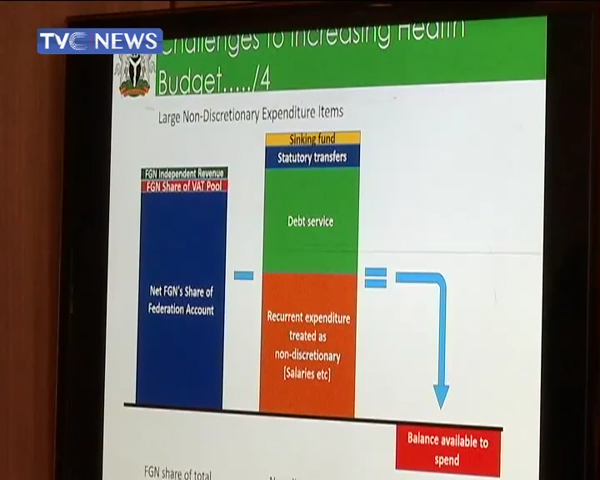 TVC NEWS
Challenges to Increasing Health
Budget…../4
Large Non-Discretionary Expenditure Items
Sinking fund
Statutory transfers
FGN Independent Revenue
FGN Share of VAT Pool
Debt service
Net FGN's Share of
Federation Account
Recurrent expenditure
treated as
non-discretionary
[Salaries etc]
Balance available to
spend
FGN share of total